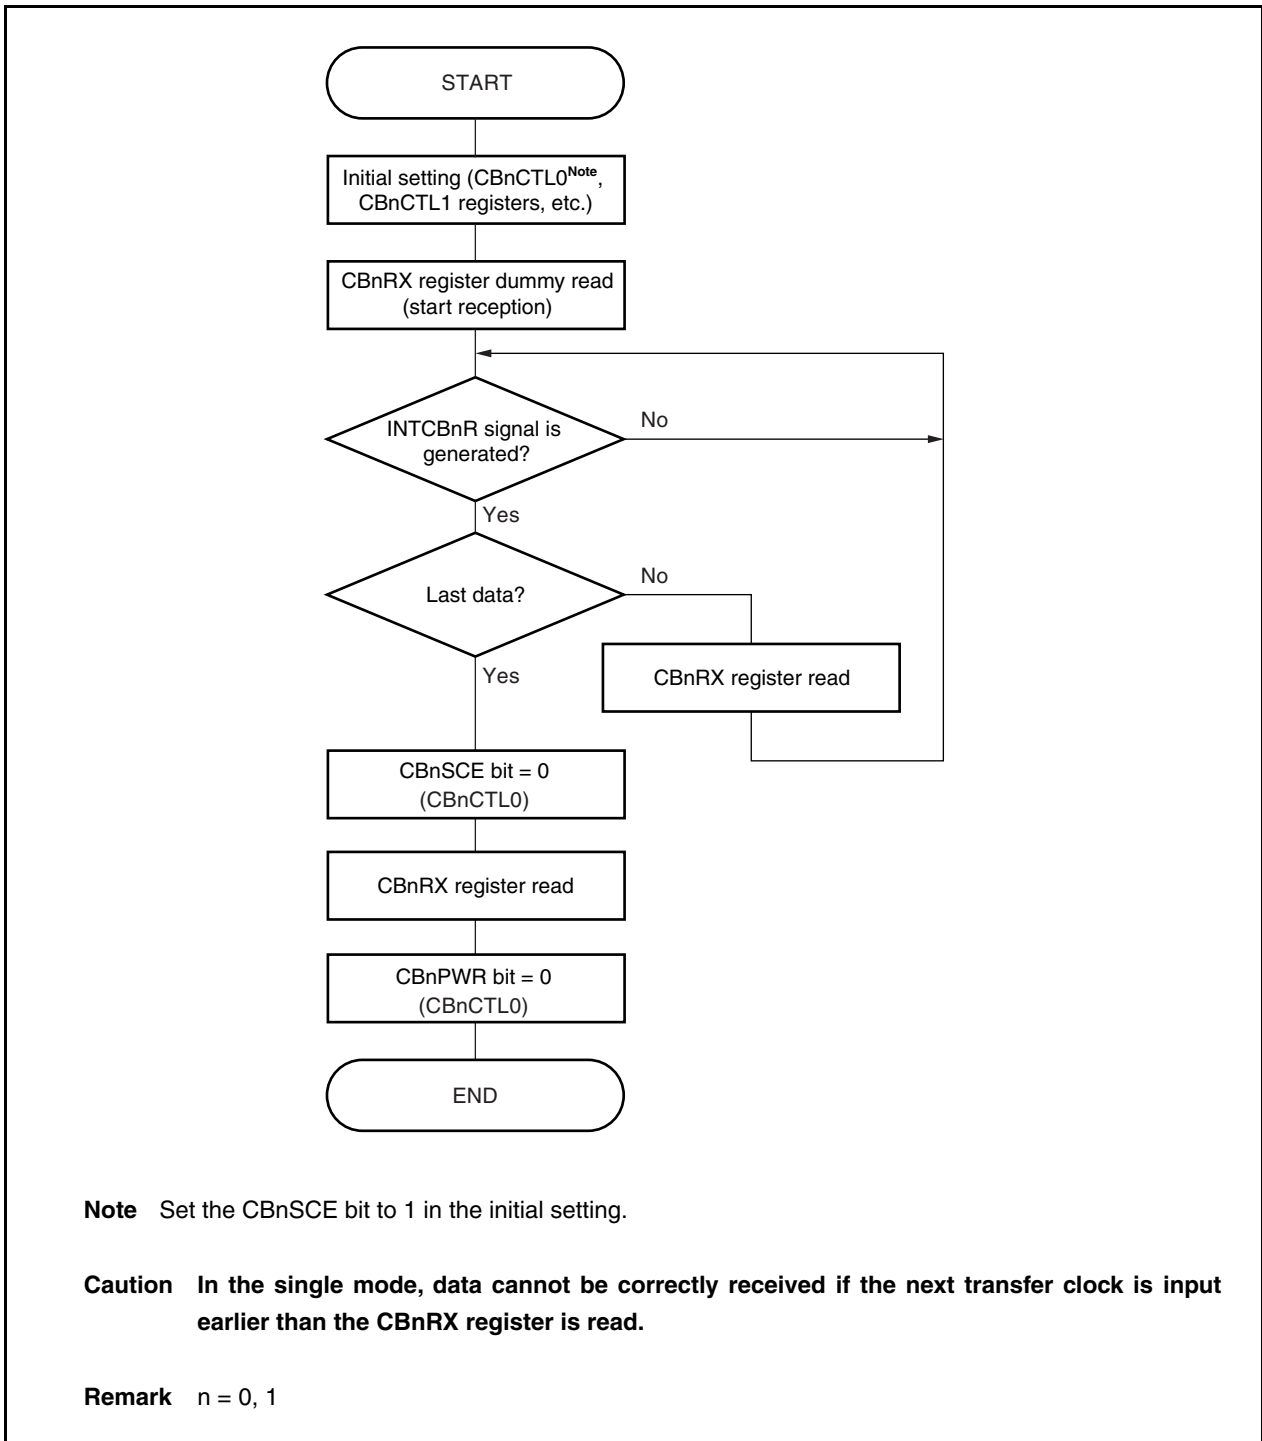 START
Initial setting (CBnCTL0Note,
CBnCTL1 registers, etc.)
CBnRX register dummy read
(start reception)
INTCBnR signal is
generated?
No
Yes
Last data?
No
CBnRX register read
Yes
CBnSCE bit = 0
(CBnCTL0)
CBnRX register read
CBnPWR bit = 0
(CBnCTL0)
END
Note Set the CBnSCE bit to 1 in the initial setting.
Caution In the single mode, data cannot be correctly received if the next transfer clock is input
earlier than the CBnRX register is read.
Remark n = 0, 1